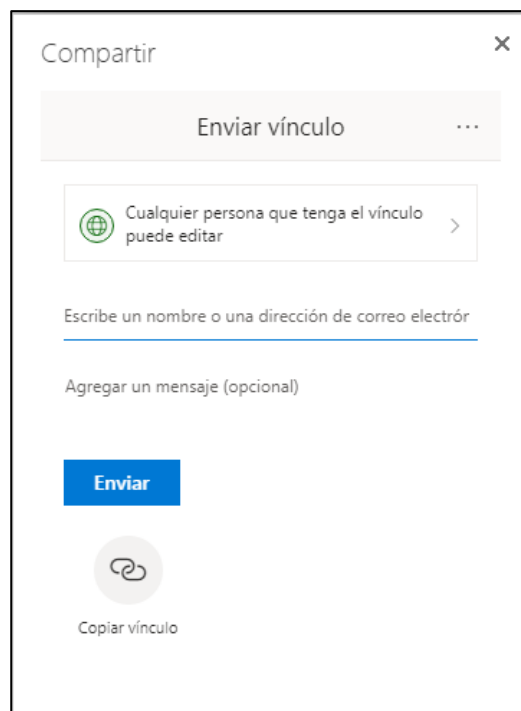 Compartir
Enviar vínculo
Cualquier persona que tenga el vínculo
puede editar
Escribe un nombre o una dirección de correo electrór
Agregar un mensaje (opcional)
Enviar
Copiar vínculo